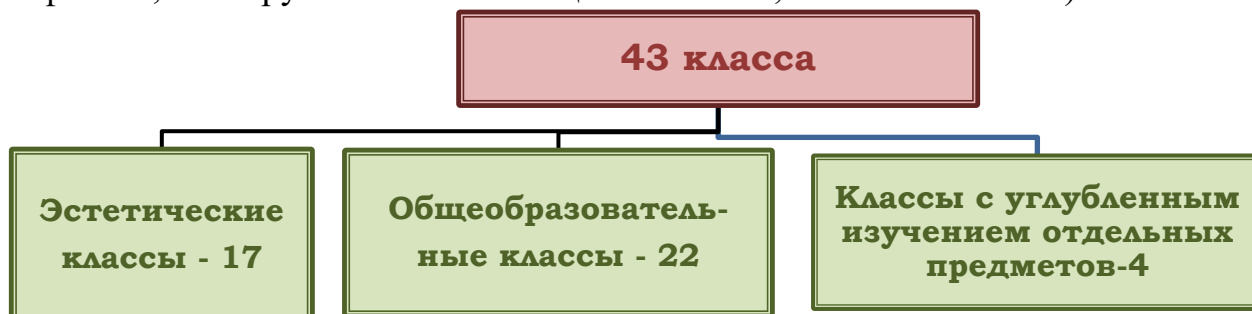 43 класса
Эстетические
классы - 17
Общеобразователь-
ные классы - 22
Классы с углубленным
изучением отдельных
предметов-4